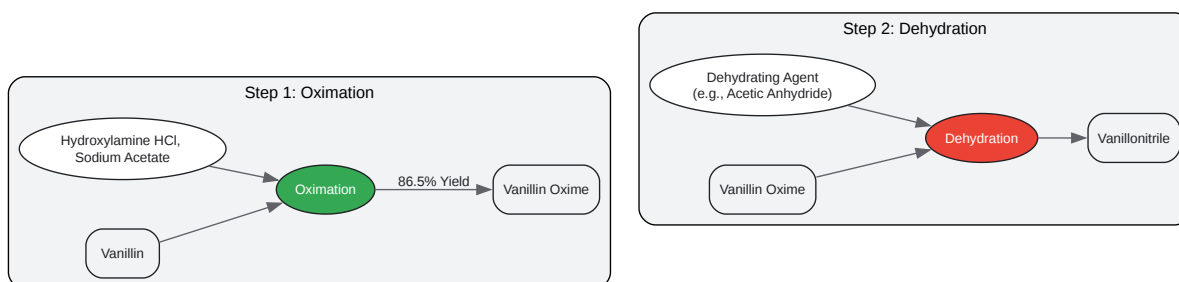 Step 1: Oximation
Hydroxylamine HCl,
Sodium Acetate
Oximation
86.5% Yield
Vanillin Oxime
Vanillin
Step 2: Dehydration
Dehydrating Agent
(e.g., Acetic Anhydride)
Dehydration
Vanillonitrile
Vanillin Oxime